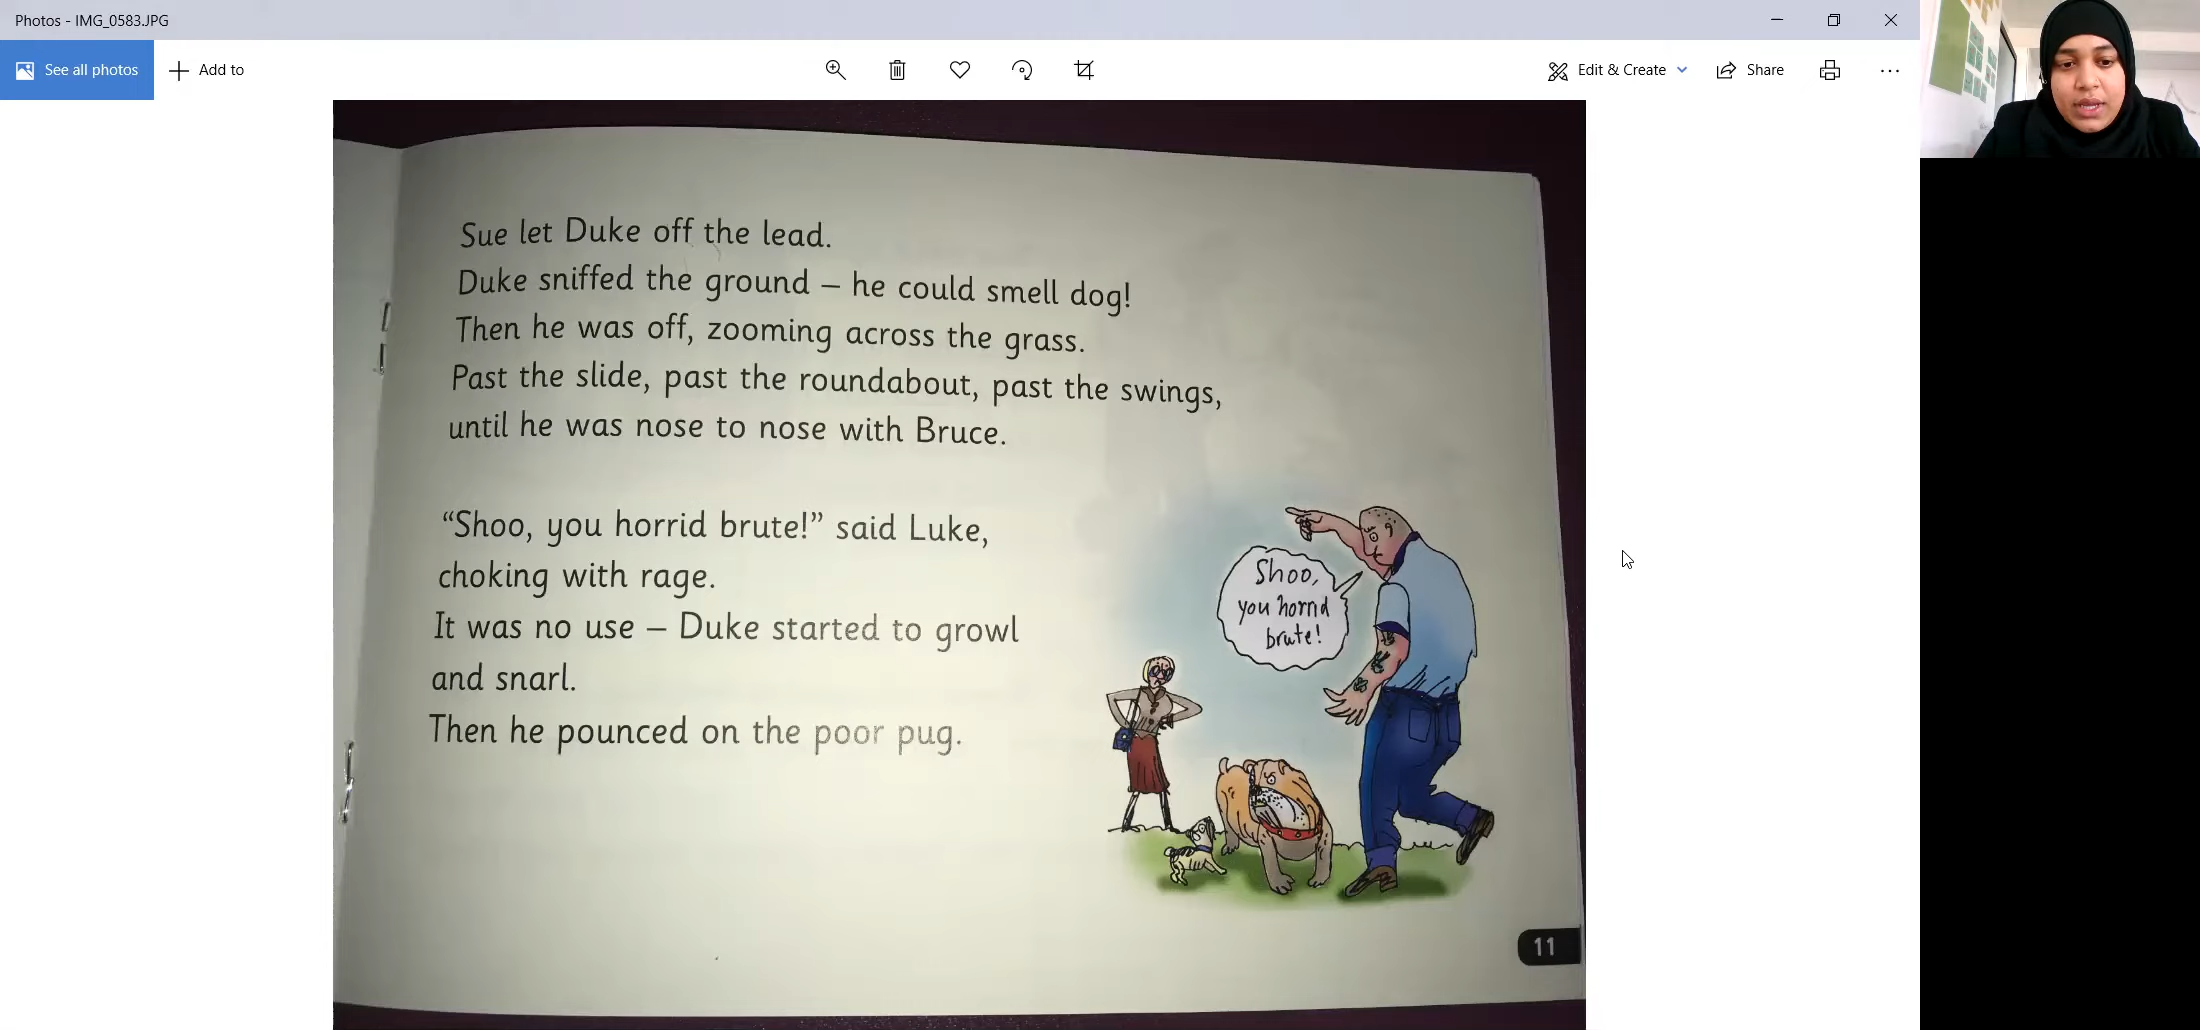 Photos - IMG_0583.JPG
See all photos
Add to
Edit & Create
Share
Sue let Duke off the lead.
Duke sniffed the ground – he could smell dog!
Then he was off, zooming across the grass.
Past the slide, past the roundabout, past the swings,
until he was nose to nose with Bruce.
“Shoo, you horrid brute!” said Luke,
choking with rage.
It was no use – Duke started to growl
and snarl.
Then he pounced on the poor pug.
Shoo,
you horrid
brute!
11